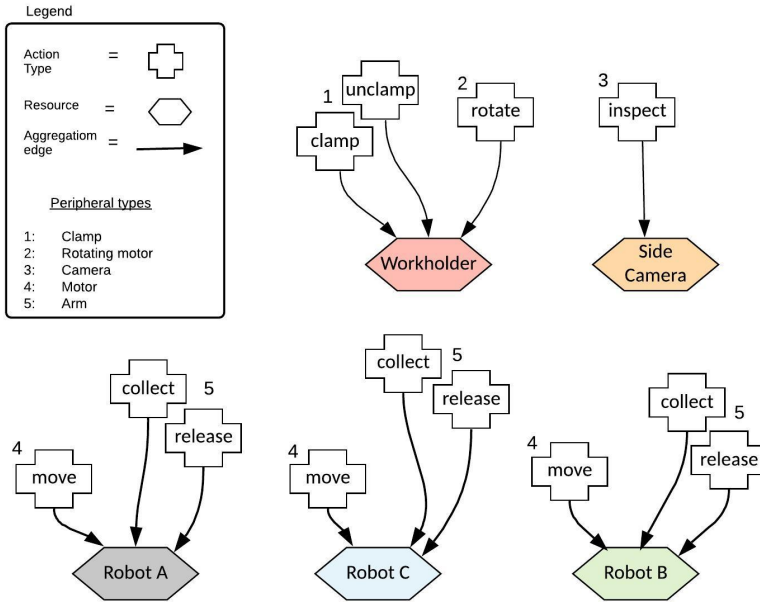 Legend
Action
Type
=
Resource
=
Aggregatiom
edge
=
Peripheral types
1: Clamp
2: Rotating motor
3: Camera
4: Motor
5: Arm
1
unclamp
clamp
2
rotate
Workholder
3
inspect
Side
Camera
collect
5
release
4
move
Robot A
collect
5
release
4
move
Robot C
collect
5
release
4
move
Robot B